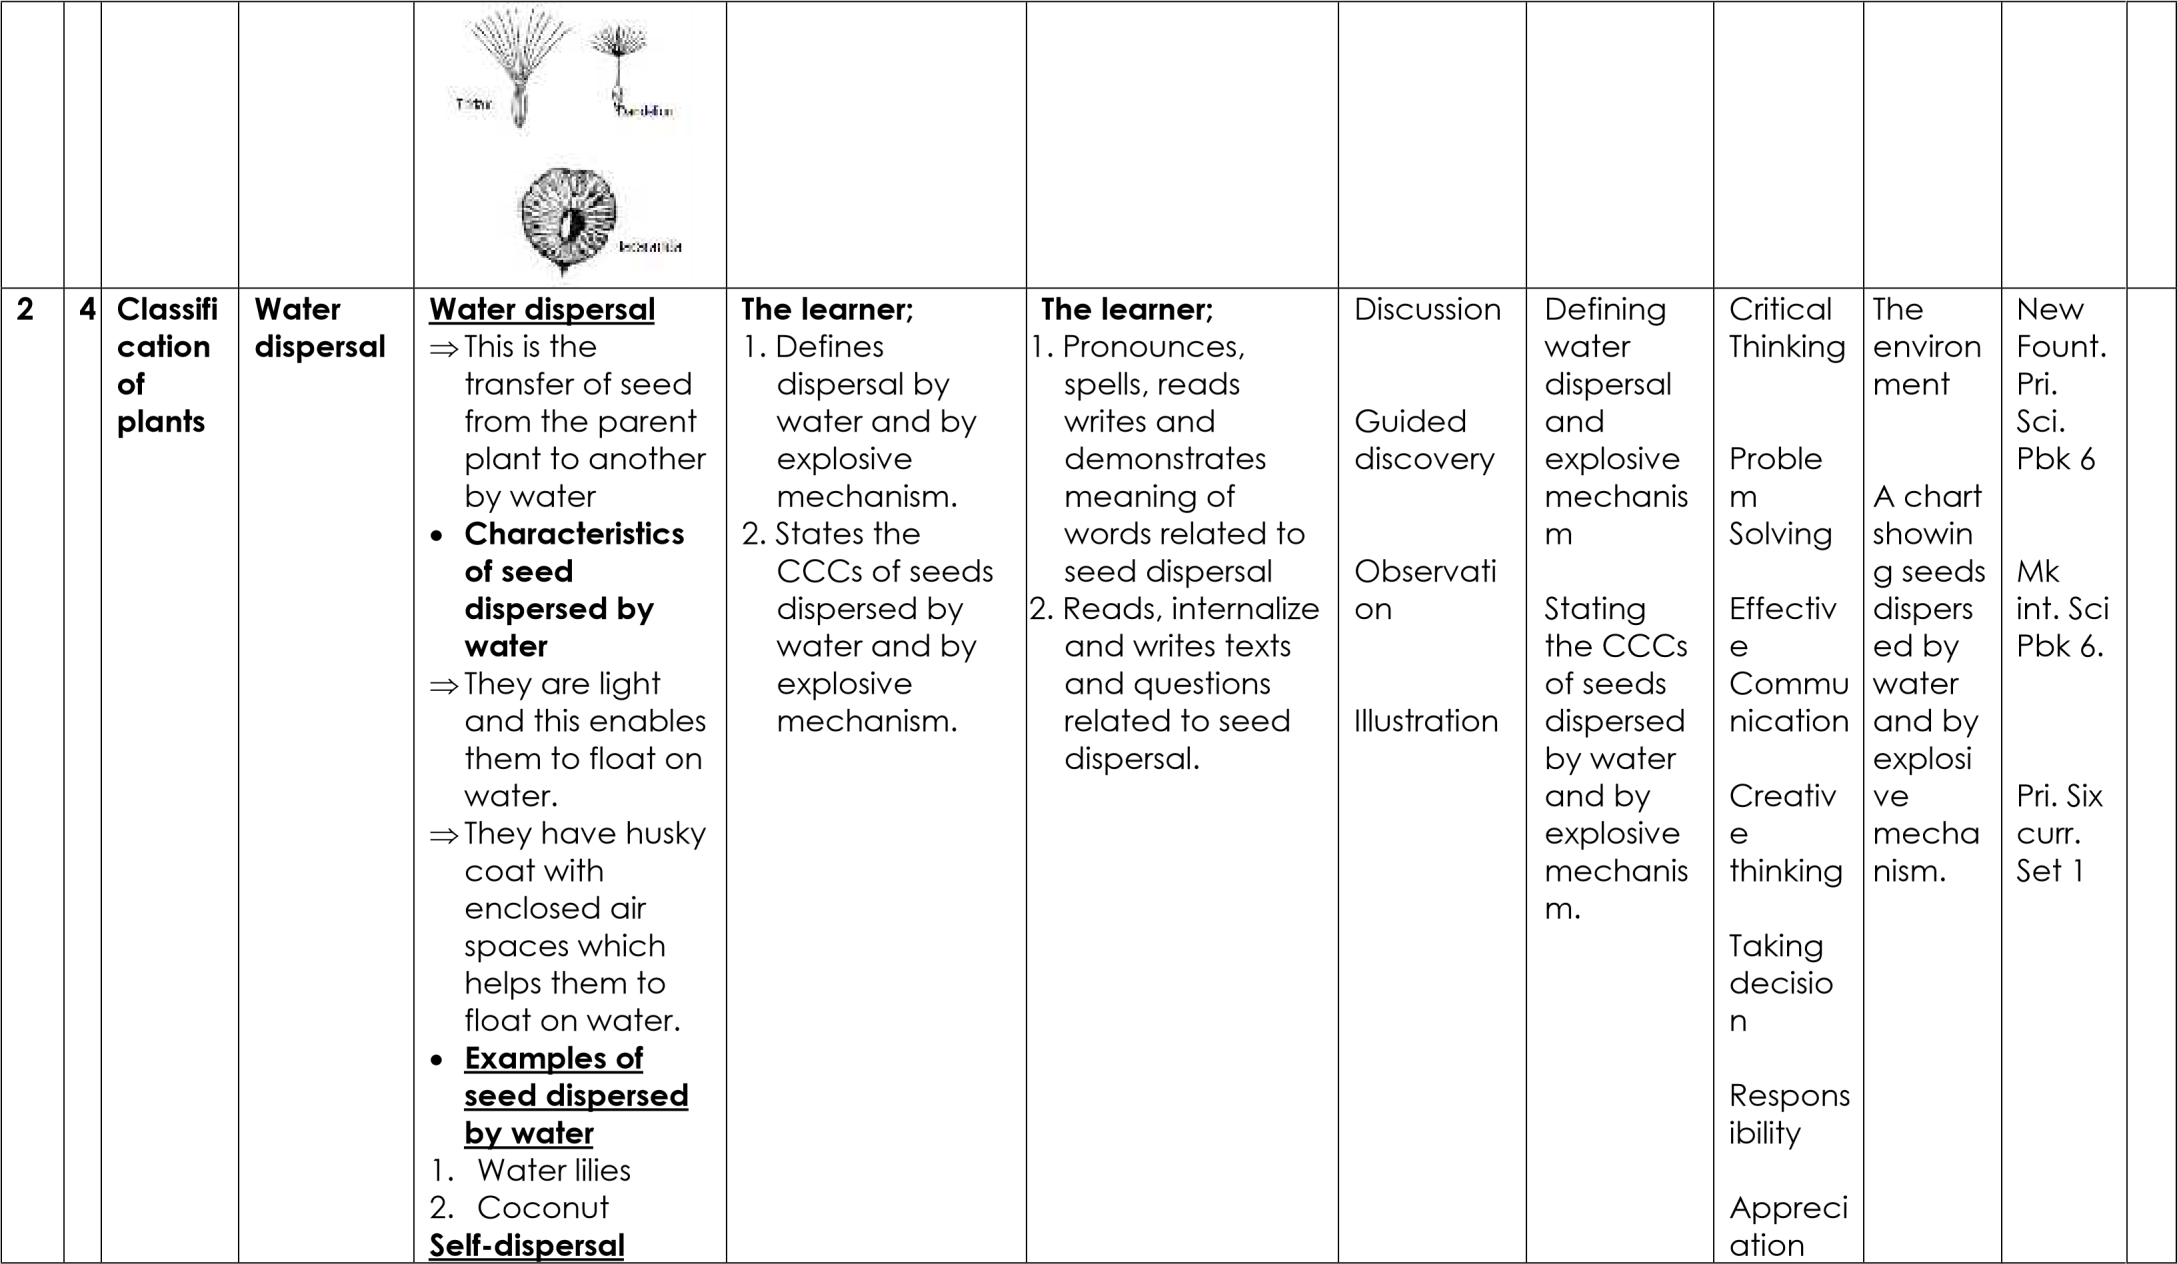 Dandelion
2
4
Classifi
cation
of
plants
Water
dispersal
Water dispersal
⇒ This is the
transfer of seed
from the parent
plant to another
by water
• Characteristics
of seed
dispersed by
water
⇒ They are light
and this enables
them to float on
water.
⇒ They have husky
coat with
enclosed air
spaces which
helps them to
float on water.
• Examples of
seed dispersed
by water
1. Water lilies
2. Coconut
Self-dispersal
The learner;
1. Defines
dispersal by
water and by
explosive
mechanism.
2. States the
CCCs of seeds
dispersed by
water and by
explosive
mechanism.
The learner;
1. Pronounces,
spells, reads
writes and
demonstrates
meaning of
words related to
seed dispersal
2. Reads, internalize
and writes texts
and questions
related to seed
dispersal.
Discussion
Guided
discovery
Observati
on
Illustration
Defining
water
dispersal
and
explosive
mechanis
m
Stating
the CCCs
of seeds
dispersed
by water
and by
explosive
mechanis
m.
Critical
Thinking
Proble
m
Solving
Effectiv
e
Commu
nication
Creativ
e
thinking
Taking
decisio
n
Respons
ibility
Appreci
ation
The
environ
ment
A chart
showin
g seeds
dispers
ed by
water
and by
explosi
ve
mecha
nism.
New
Fount.
Pri.
Sci.
Pbk 6
Mk
int. Sci
Pbk 6.
Pri. Six
curr.
Set 1